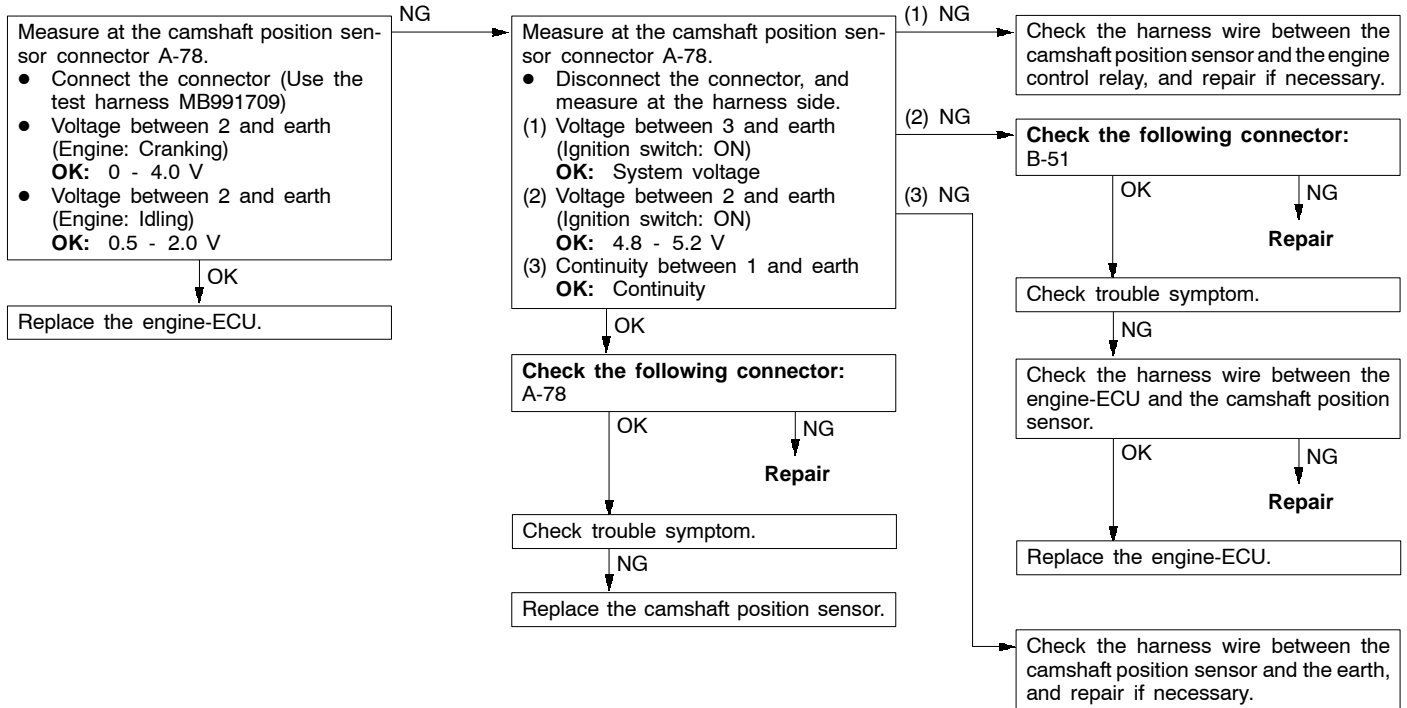 Measure at the camshaft position sen-
sor connector A-78.
● Connect the connector (Use the
test harness MB991709)
● Voltage between 2 and earth
(Engine: Cranking)
OK: 0 - 4.0 V
● Voltage between 2 and earth
(Engine: Idling)
OK: 0.5 - 2.0 V
NG
OK
Replace the engine-ECU.
Measure at the camshaft position sen-
sor connector A-78.
● Disconnect the connector, and
measure at the harness side.
(1) Voltage between 3 and earth
(Ignition switch: ON)
OK: System voltage
(2) Voltage between 2 and earth
(Ignition switch: ON)
OK: 4.8 - 5.2 V
(3) Continuity between 1 and earth
OK: Continuity
OK
Check the following connector:
A-78
OK
NG
Repair
Check trouble symptom.
NG
Replace the camshaft position sensor.
(1) NG
Check the harness wire between the
camshaft position sensor and the engine
control relay, and repair if necessary.
(2) NG
Check the following connector:
B-51
OK
NG
Repair
Check trouble symptom.
NG
Check the harness wire between the
engine-ECU and the camshaft position
sensor.
OK
NG
Repair
Replace the engine-ECU.
(3) NG
Check the harness wire between the
camshaft position sensor and the earth,
and repair if necessary.